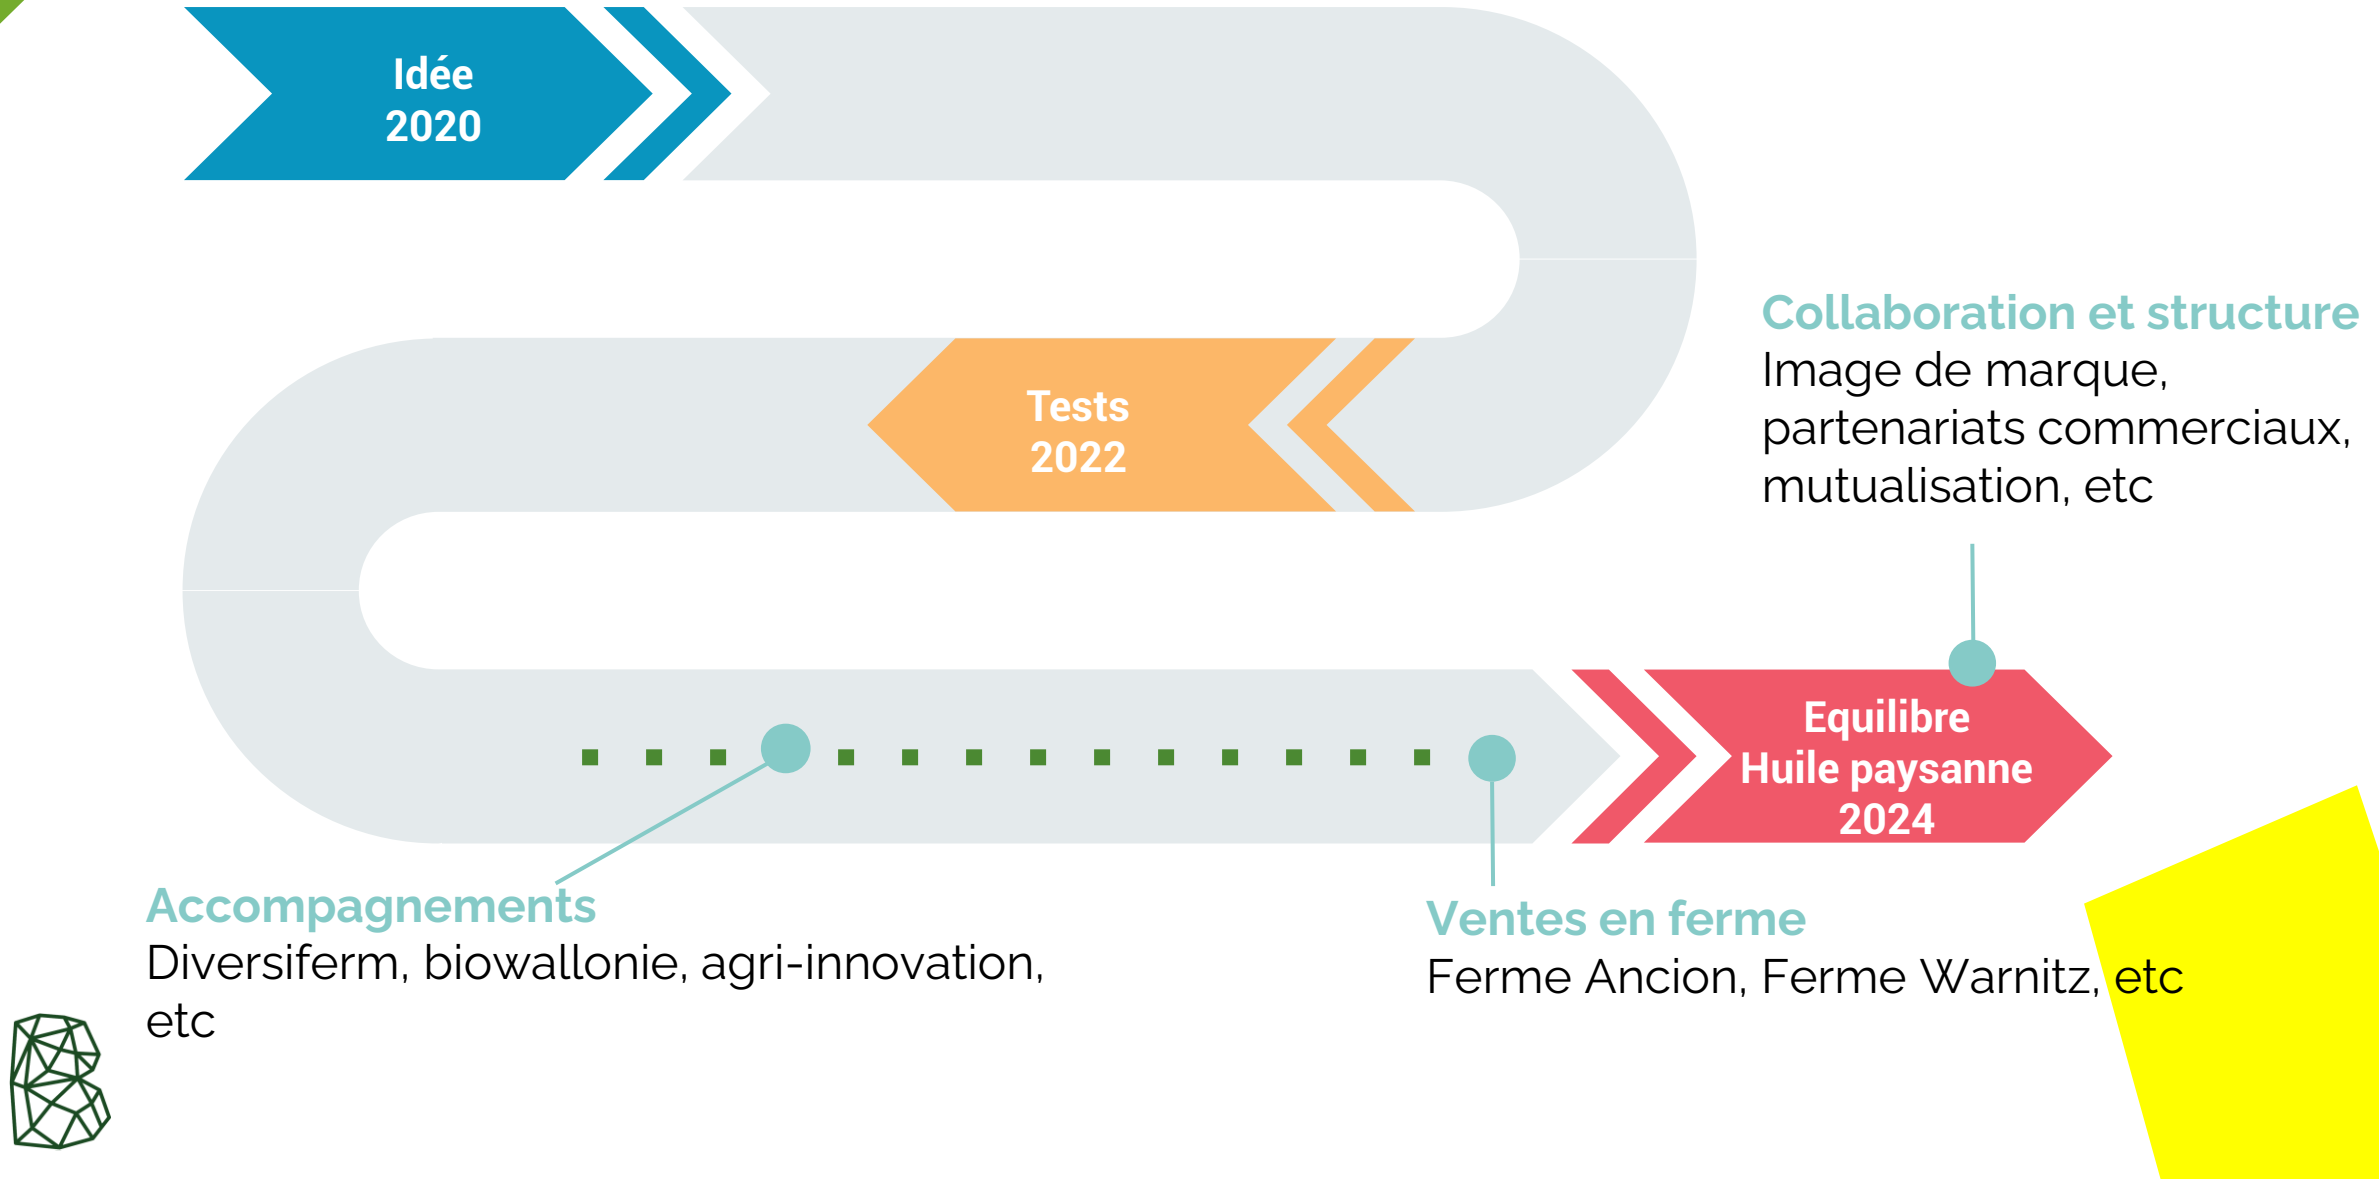 Idée
2020
Tests
2022
Collaboration et structure
Image de marque,
partenariats commerciaux,
mutualisation, etc
Equilibre
Huile paysanne
2024
Accompagnements
Diversiferm, biowallonie, agri-innovation,
etc
Ventes en ferme
Ferme Ancion, Ferme Warnitz, etc